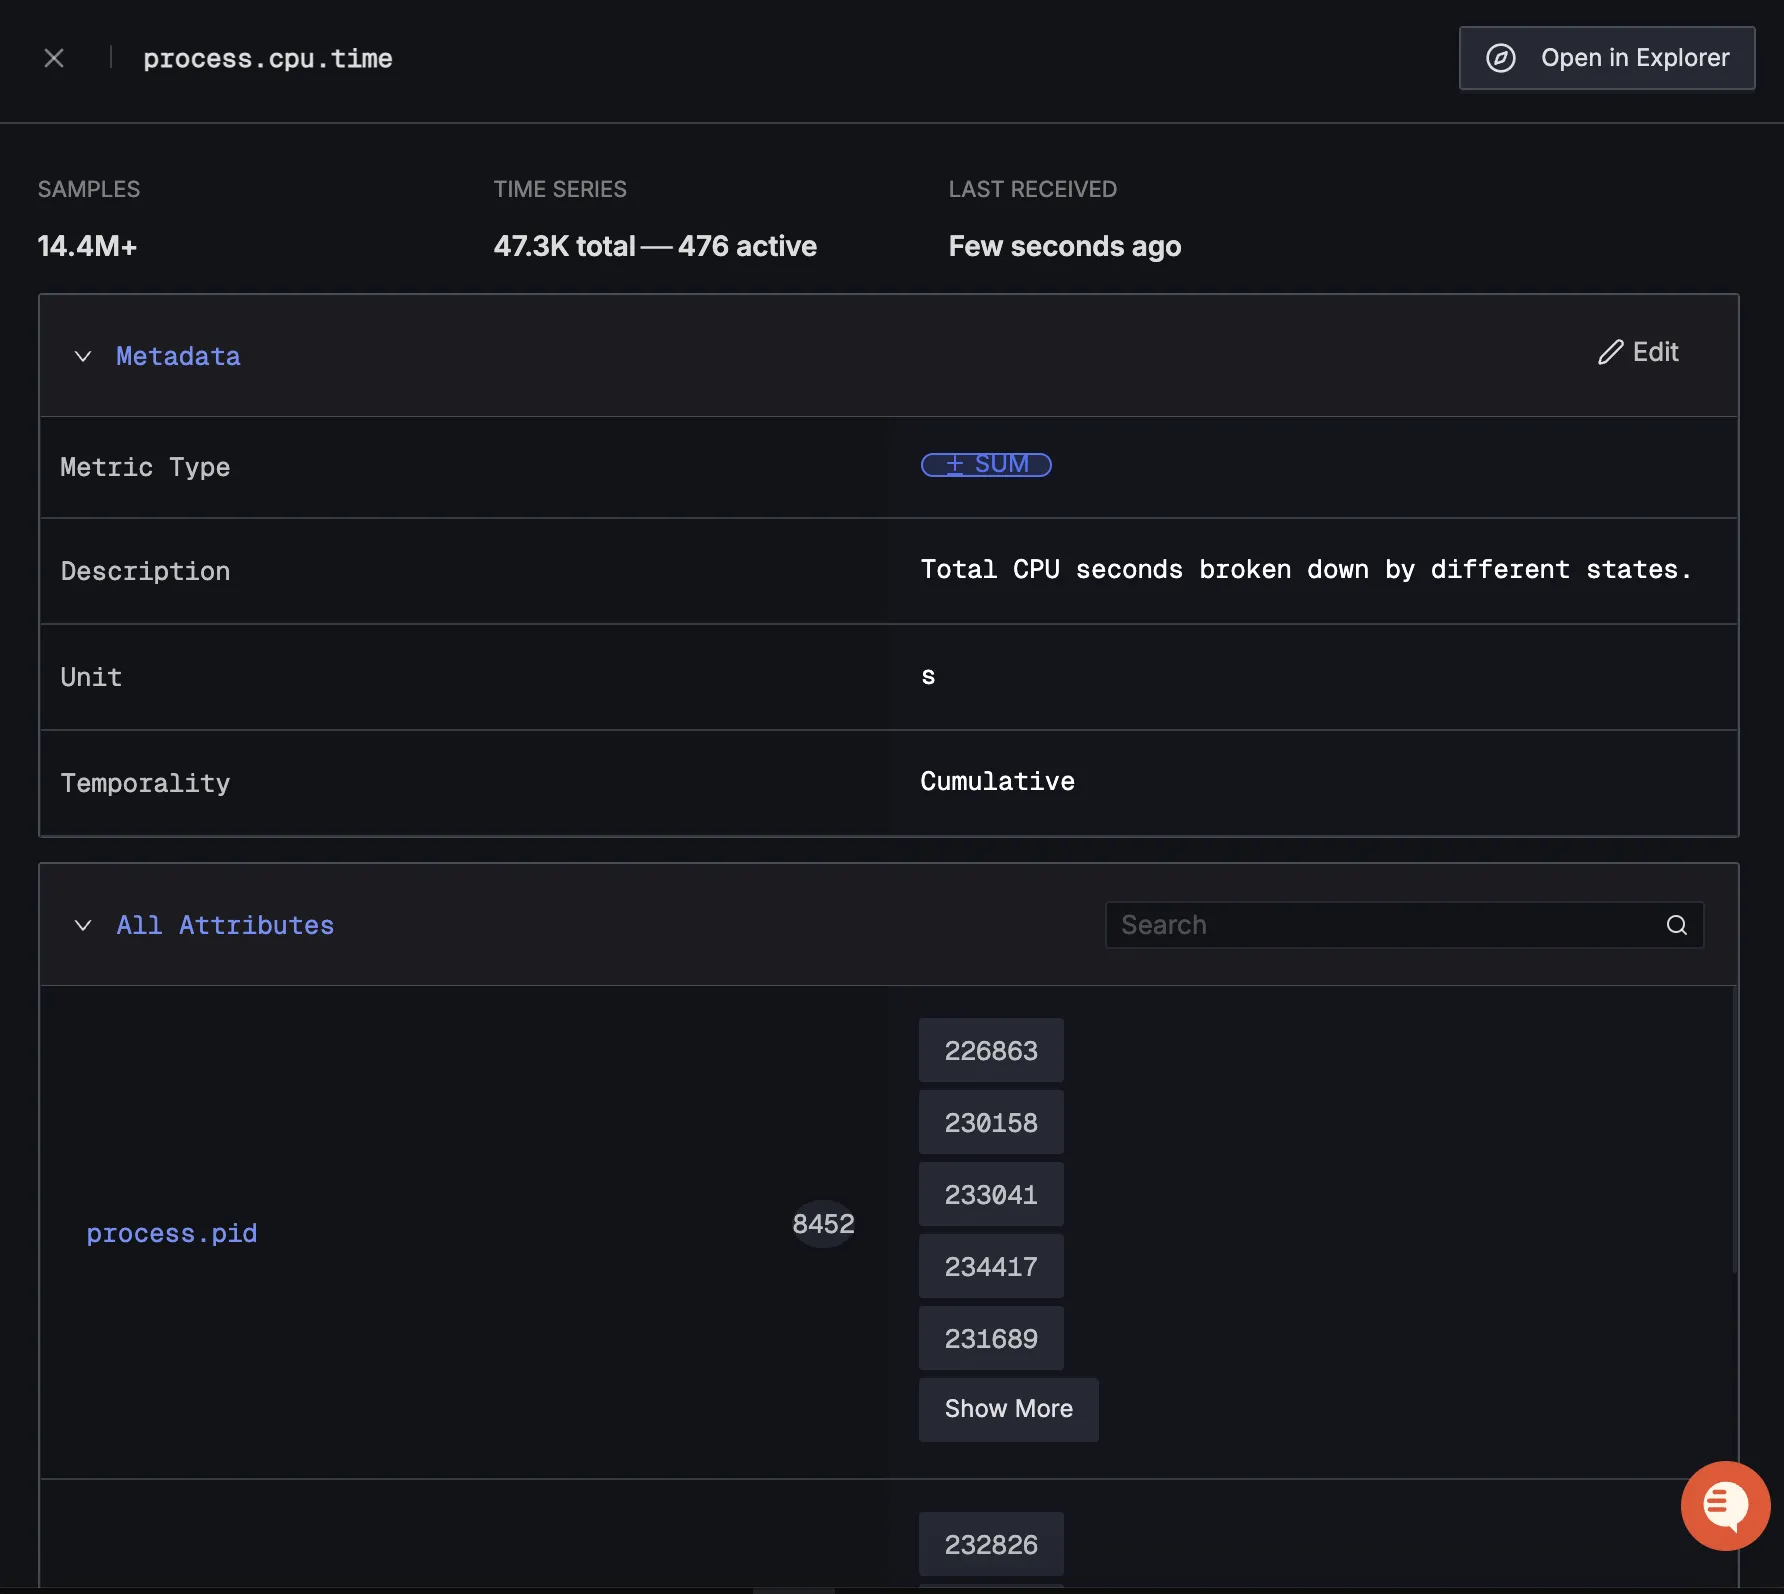 process.cpu.time
Open in Explorer
SAMPLES
TIME SERIES
LAST RECEIVED
14.4M+
47.3K total — 476 active
Few seconds ago
Metadata
Edit
Metric Type
± SUM
Description
Total CPU seconds broken down by different states.
Unit
s
Temporality
Cumulative
All Attributes
Search
process.pid
8452
226863
230158
233041
234417
231689
Show More
232826